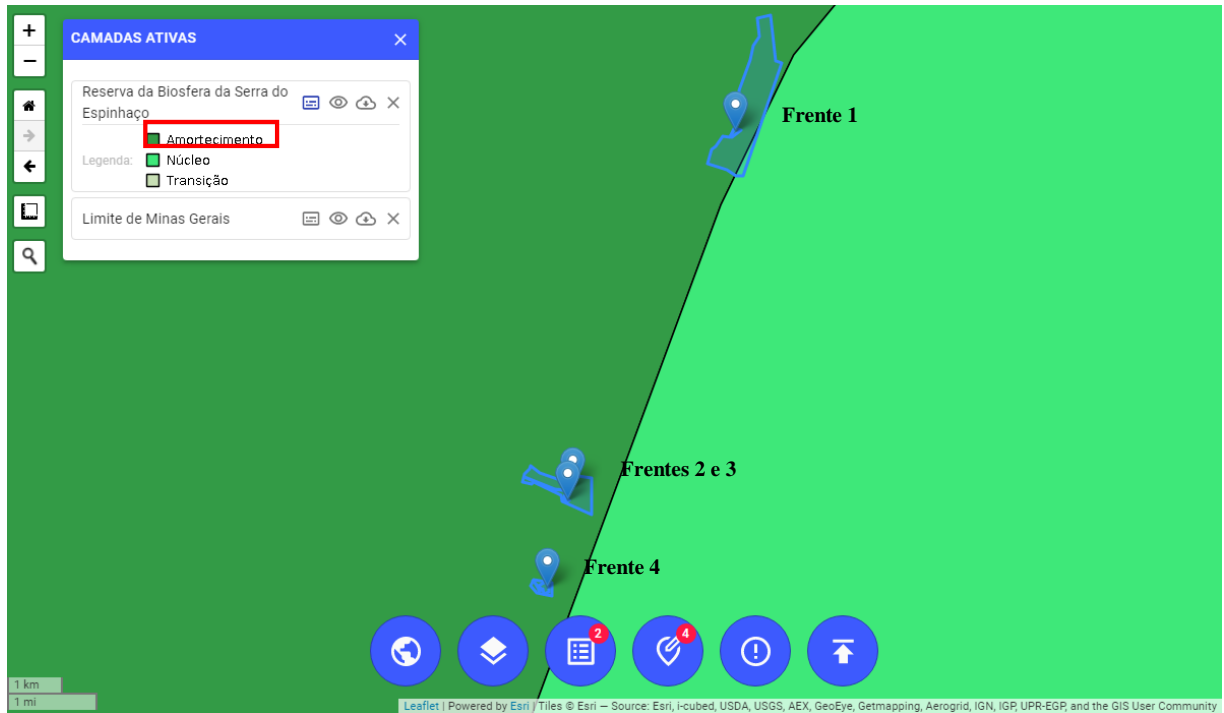 +
CAMADAS ATIVAS
−
Reserva da Biosfera da Serra do
Espinhaço
Amortecimento
Legenda:
Núcleo
Transição
Limite de Minas Gerais
Frente 1
Frentes 2 e 3
Frente 4
2
4
1 km
1 mi
Leaflet | Powered by Esri | Tiles © Esri — Source: Esri, i-cubed, USDA, USGS, AEX, GeoEye, Getmapping, Aerogrid, IGN, IGP, UPR-EGP, and the GIS User Community